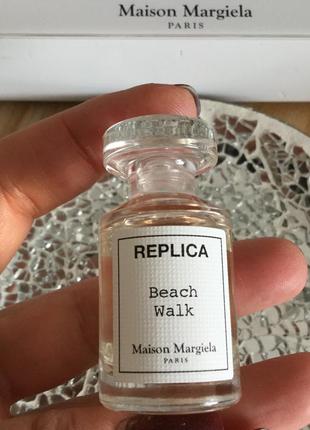 Maison Margiela
PARIS
REPLICA
Beach
Walk
Maison Margiela
PARIS